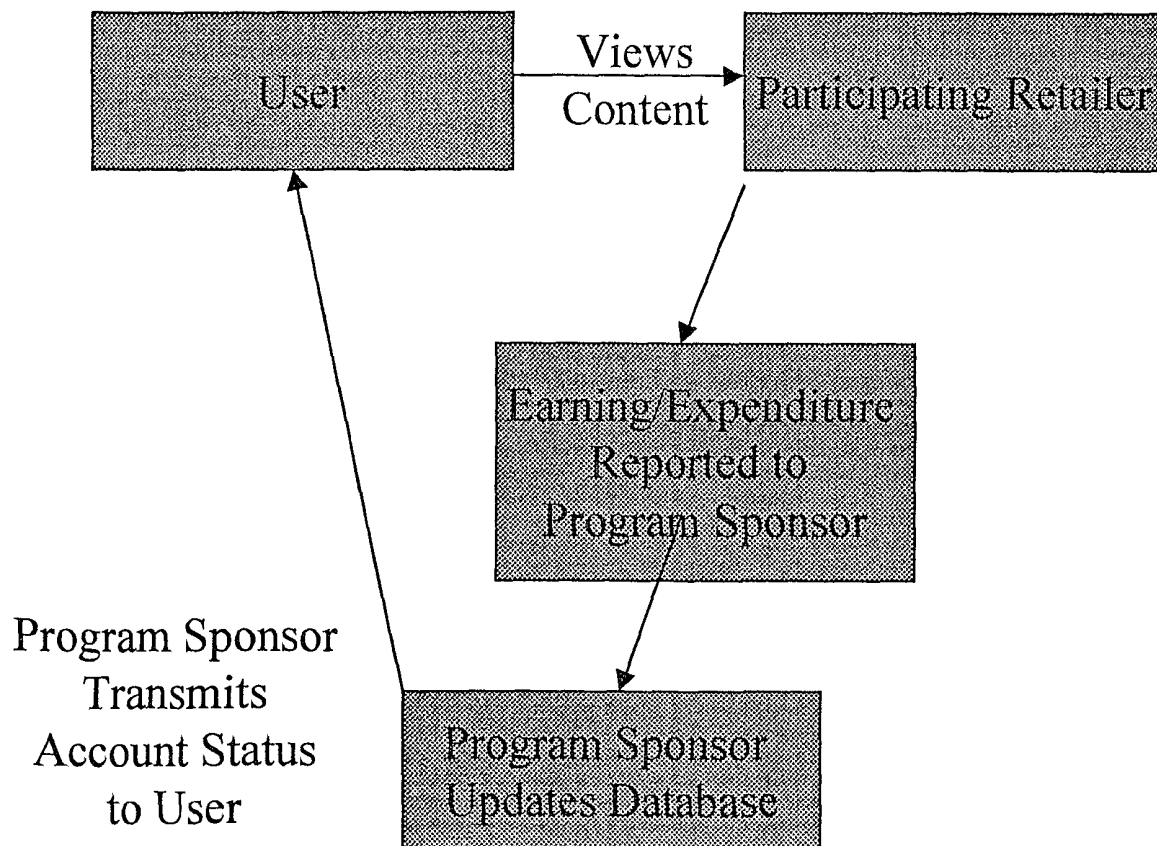 User
Views
Content
Participating Retailer
Earning/Expenditure
Reported to
Program Sponsor
Program Sponsor
Transmits
Account Status
to User
Program Sponsor
Updates Database